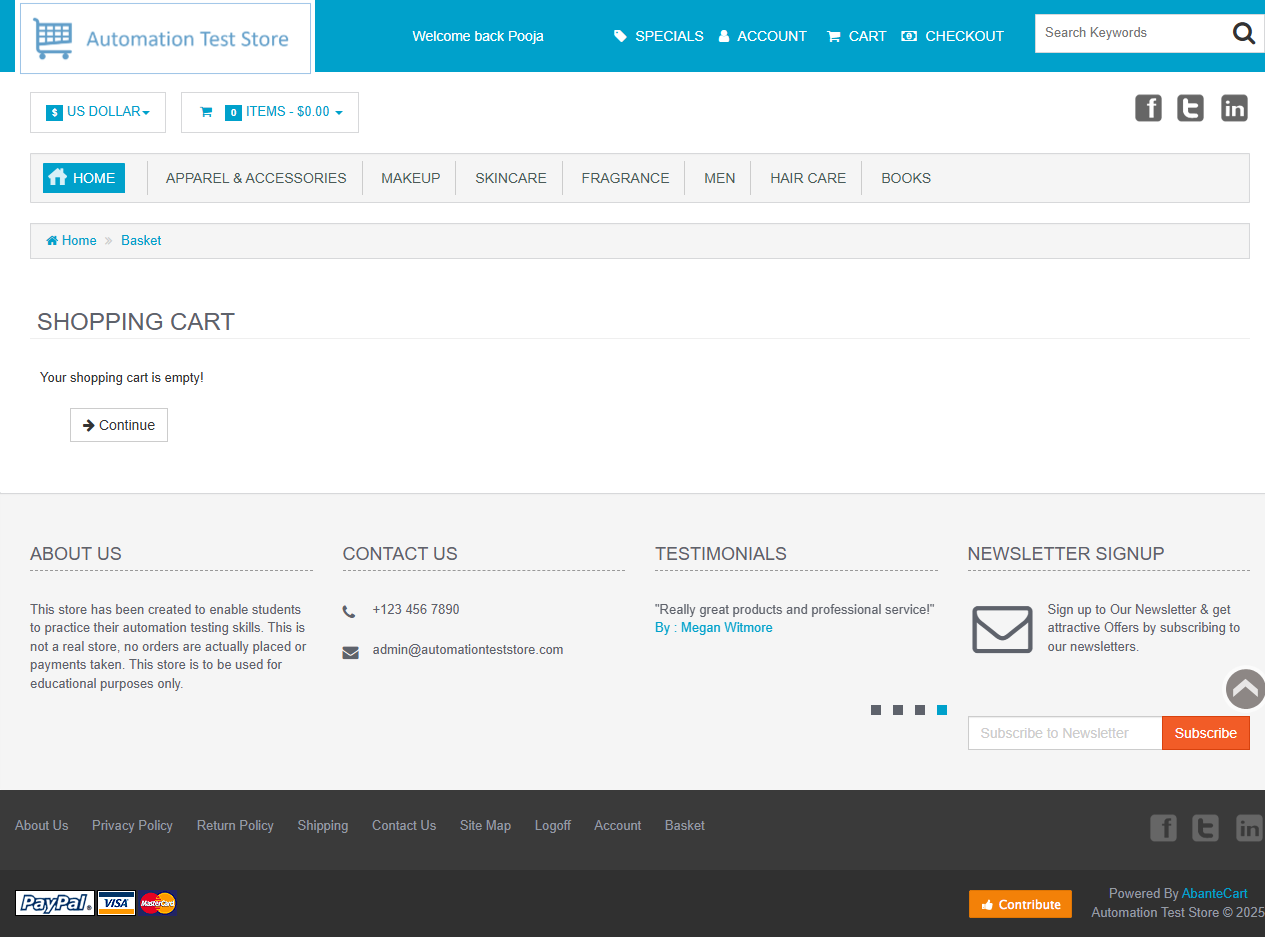 Automation Test Store
Welcome back Pooja
SPECIALS ACCOUNT CART CHECKOUT
Search Keywords
$ US DOLLAR
0 ITEMS - $0.00
HOME APPAREL & ACCESSORIES MAKEUP SKINCARE FRAGRANCE MEN HAIR CARE BOOKS
Home » Basket
SHOPPING CART
Your shopping cart is empty!
Continue
ABOUT US
This store has been created to enable students
to practice their automation testing skills. This is
not a real store, no orders are actually placed or
payments taken. This store is to be used for
educational purposes only.
CONTACT US
+123 456 7890
admin@automationteststore.com
TESTIMONIALS
"Really great products and professional service!"
By : Megan Witmore
NEWSLETTER SIGNUP
Sign up to Our Newsletter & get
attractive Offers by subscribing to
our newsletters.
Subscribe to Newsletter Subscribe
About Us Privacy Policy Return Policy Shipping Contact Us Site Map Logoff Account Basket
PayPal VISA MasterCard
Contribute
Powered By AbanteCart
Automation Test Store © 2025